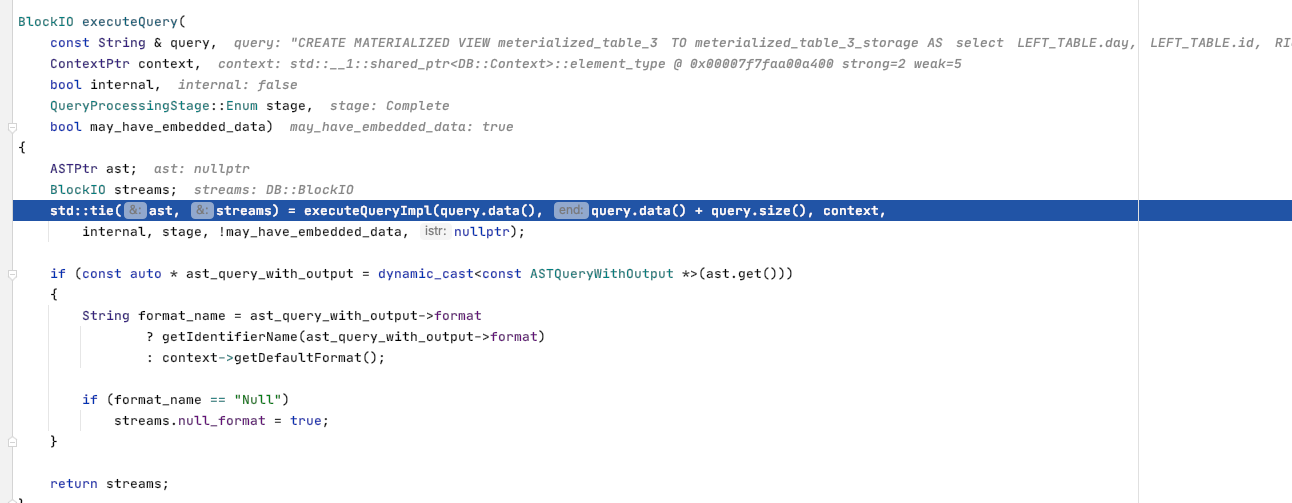 BlockIO executeQuery(
    const String & query,  query: "CREATE MATERIALIZED VIEW meterialized_table_3  TO meterialized_table_3_storage AS  select  LEFT_TABLE.day,  LEFT_TABLE.id,
    ContextPtr context,  context: std::__1::shared_ptr<DB::Context>::element_type @ 0x00007f7faa00a400 strong=2 weak=5
    bool internal,  internal: false
    QueryProcessingStage::Enum stage,  stage: Complete
    bool may_have_embedded_data)  may_have_embedded_data: true
{
    ASTPtr ast;  ast: nullptr
    BlockIO streams;  streams: DB::BlockIO
    std::tie( &: ast,  &: streams) = executeQueryImpl(query.data(),  end: query.data() + query.size(), context,
        internal, stage, !may_have_embedded_data,  istr: nullptr);
    if (const auto * ast_query_with_output = dynamic_cast<const ASTQueryWithOutput *>(ast.get()))
    {
        String format_name = ast_query_with_output->format
                ? getIdentifierName(ast_query_with_output->format)
                : context->getDefaultFormat();
        if (format_name == "Null")
            streams.null_format = true;
    }
    return streams;